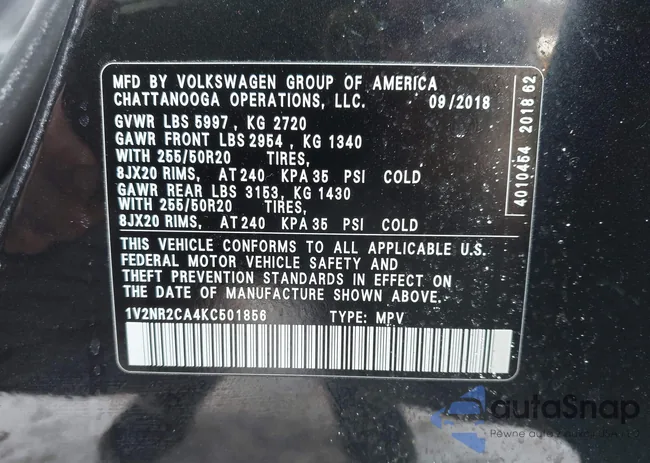 MFD BY VOLKSWAGEN GROUP OF AMERICA
CHATTANOOGA OPERATIONS, LLC. 09/2018
GVWR LBS 5997, KG 2720
GAWR FRONT LBS 2954, KG 1340
WITH 255/50R20 TIRES,
8JX20 RIMS, AT 240 KPA 35 PSI COLD
GAWR REAR LBS 3153, KG 1430
WITH 255/50R20 TIRES,
8JX20 RIMS, AT 240 KPA 35 PSI COLD
THIS VEHICLE CONFORMS TO ALL APPLICABLE U.S.
FEDERAL MOTOR VEHICLE SAFETY AND
THEFT PREVENTION STANDARDS IN EFFECT ON
THE DATE OF MANUFACTURE SHOWN ABOVE.
1V2NR2CA4KC501856 TYPE: MPV
4010454 2018 62
autaSnap
Pewne auta z